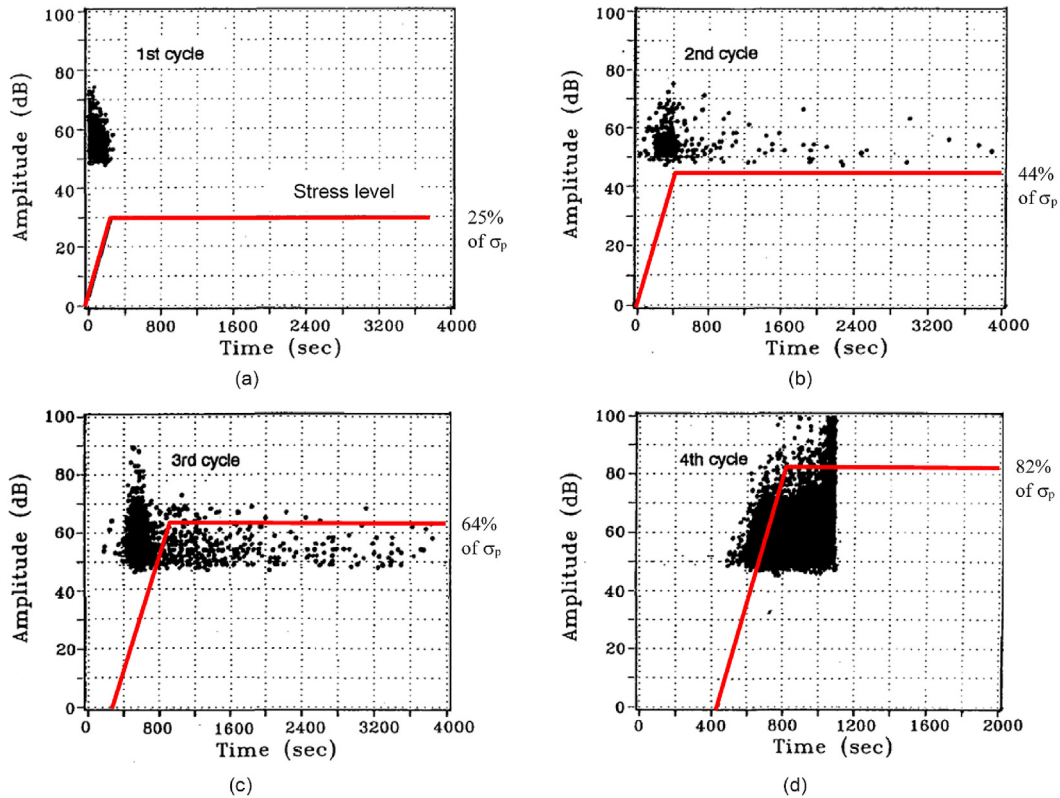 100
80
60
40
20
0
Amplitude (dB)
1st cycle
Stress level
25%
of σp
0 800 1600 2400 3200 4000
Time (sec)
(a)
100
80
60
40
20
0
Amplitude (dB)
2nd cycle
44%
of σp
0 800 1600 2400 3200 4000
Time (sec)
(b)
100
80
60
40
20
0
Amplitude (dB)
3rd cycle
64%
of σp
0 800 1600 2400 3200 4000
Time (sec)
(c)
100
80
60
40
20
0
Amplitude (dB)
4th cycle
82%
of σp
0 400 800 1200 1600 2000
Time (sec)
(d)